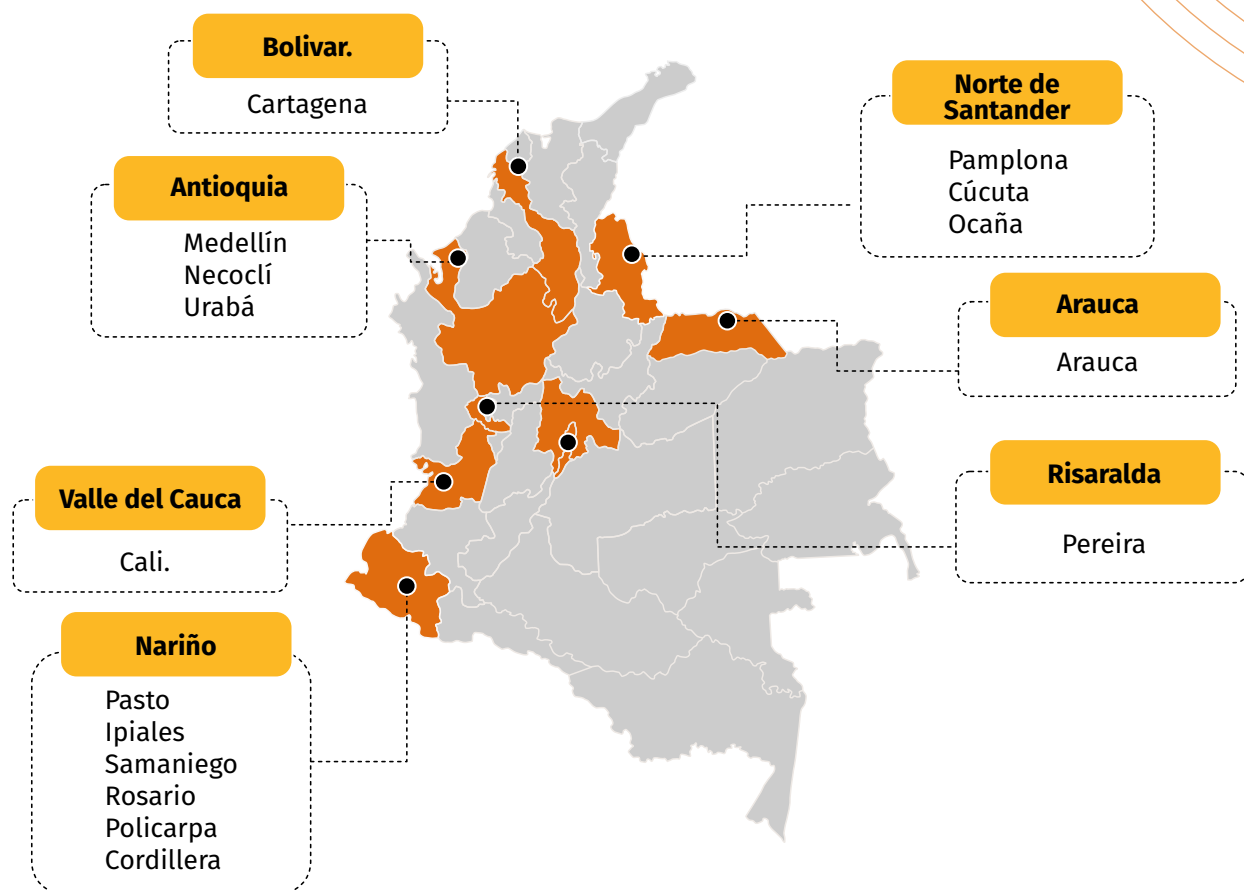 Bolivar.
Cartagena
Antioquia
Medellín
Necoclí
Urabá
Norte de
Santander
Pamplona
Cúcuta
Ocaña
Arauca
Arauca
Risaralda
Pereira
Valle del Cauca
Cali.
Nariño
Pasto
Ipiales
Samaniego
Rosario
Policarpa
Cordillera